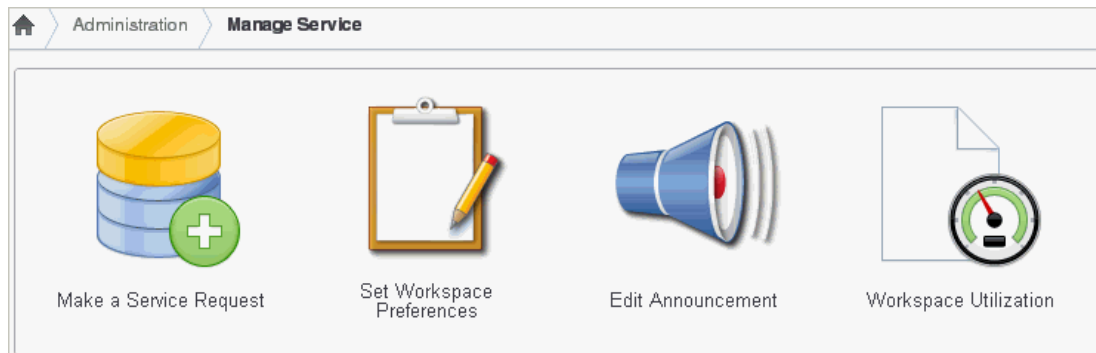 Administration
Manage Service
Make a Service Request
Set Workspace
Preferences
Edit Announcement
Workspace Utilization